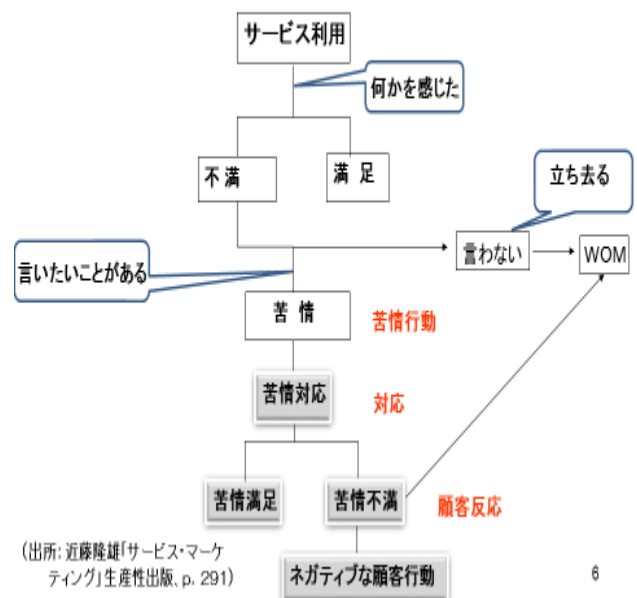 サービス利用
何かを感じた
不満
満 足
立ち去る
言わない
WOM
言いたいことがある
苦 情
苦情行動
苦情対応
対応
苦情満足
苦情不満
顧客反応
(出所: 近藤隆雄「サービス・マーケ
ティング」生産性出版、p. 291)
ネガティブな顧客行動
6